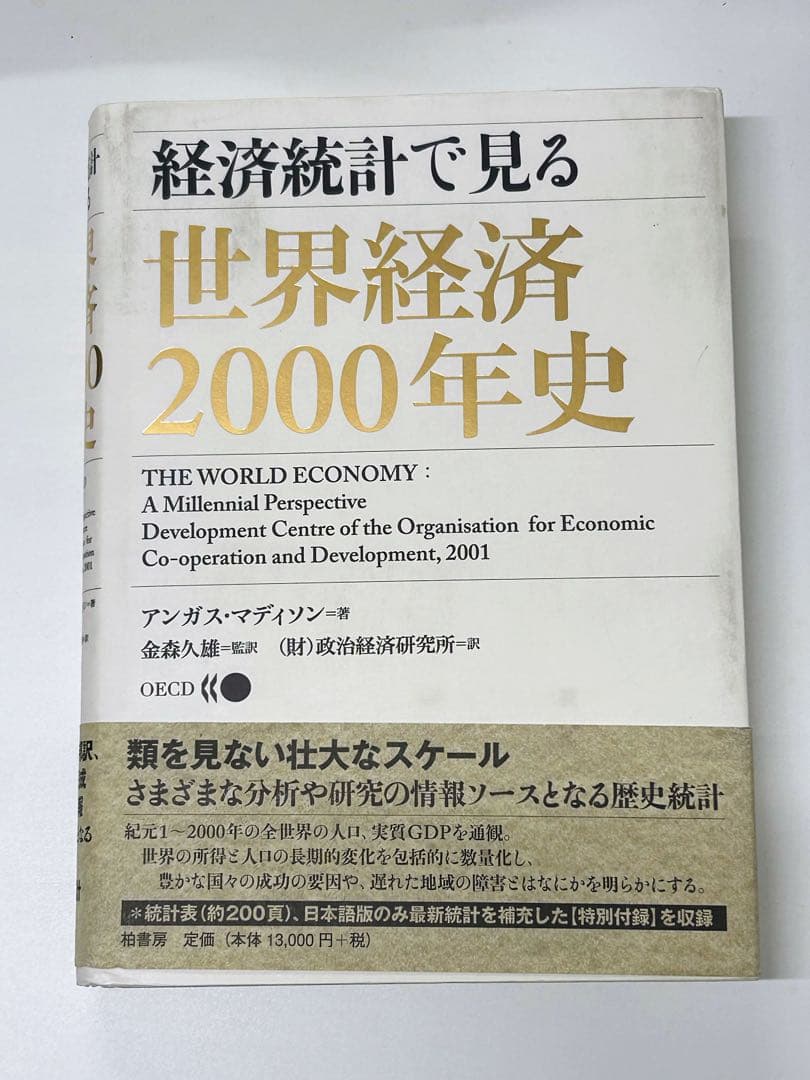 経済統計で見る
世界経済
2000年史
THE WORLD ECONOMY :
A Millennial Perspective
Development Centre of the Organisation for Economic
Co-operation and Development, 2001
アンガス・マディソン=著
金森久雄=監訳 (財)政治経済研究所=訳
OECD
類を見ない壮大なスケール
さまざまな分析や研究の情報ソースとなる歴史統計
紀元1〜2000年の全世界の人口、実質GDPを通観。
世界の所得と人口の長期的変化を包括的に数量化し、
豊かな国々の成功の要因や、遅れた地域の障害とはなにかを明らかにする。
*統計表(約200頁)、日本語版のみ最新統計を補充した【特別付録】を収録
柏書房 定価(本体13,000円+税)